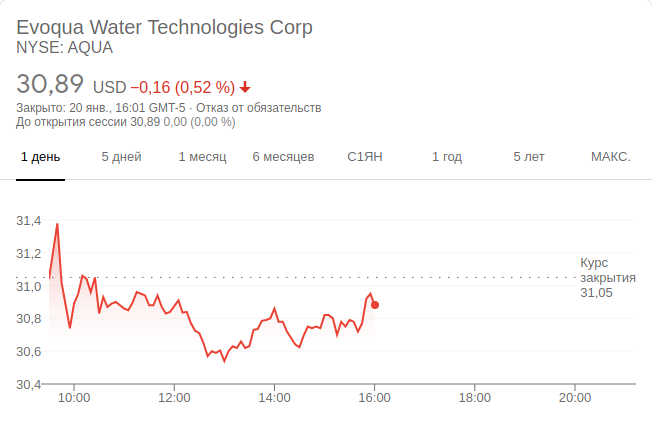 Evoqua Water Technologies Corp
NYSE: AQUA
30,89 USD −0,16 (0,52 %)
Закрыто: 20 янв., 16:01 GMT-5 · Отказ от обязательств
До открытия сессии 30,89 0,00 (0,00 %)
1 день 5 дней 1 месяц 6 месяцев С1ЯН 1 год 5 лет МАКС.
31,4
31,2
31,0
30,8
30,6
30,4
Курс
закрытия
31,05
10:00 12:00 14:00 16:00 18:00 20:00